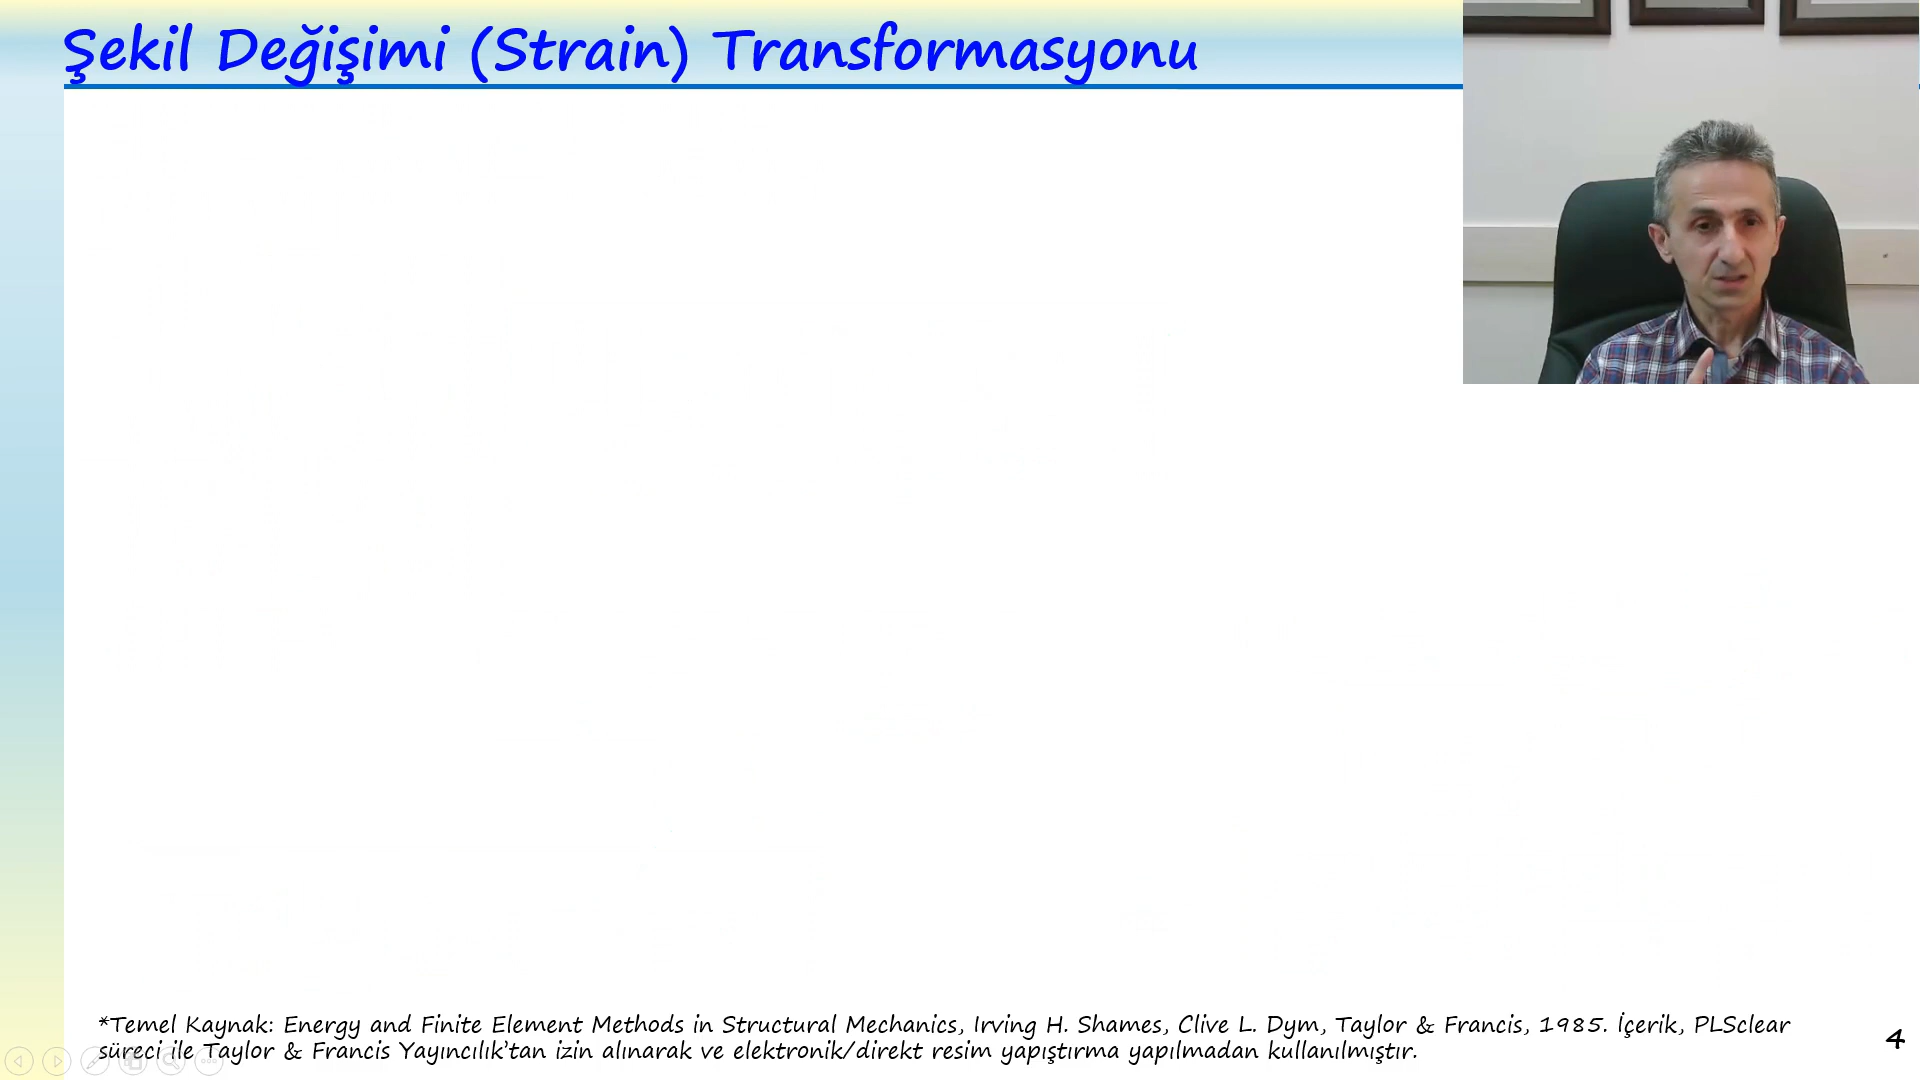 Şekil Değişimi (Strain) Transformasyonu
*Temel Kaynak: Energy and Finite Element Methods in Structural Mechanics, Irving H. Shames, Clive L. Dym, Taylor & Francis, 1985. İçerik, PLSclear
süreci ile Taylor & Francis Yayıncılık'tan izin alınarak ve elektronik/direkt resim yapıştırma yapılmadan kullanılmıştır.
4